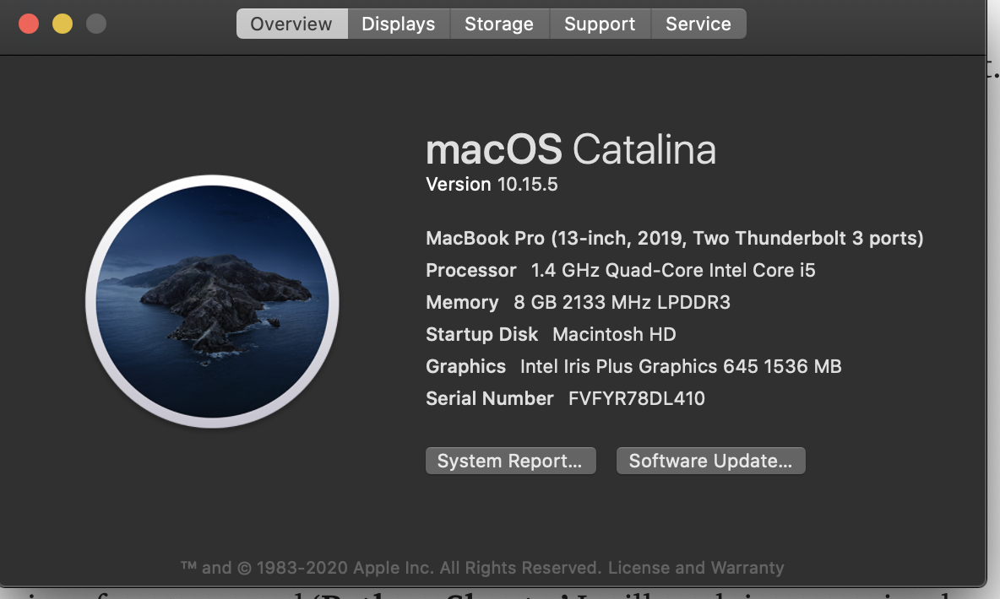 Overview Displays Storage Support Service
macOS Catalina
Version 10.15.5
MacBook Pro (13-inch, 2019, Two Thunderbolt 3 ports)
Processor 1.4 GHz Quad-Core Intel Core i5
Memory 8 GB 2133 MHz LPDDR3
Startup Disk Macintosh HD
Graphics Intel Iris Plus Graphics 645 1536 MB
Serial Number FVFYR78DL410
System Report... Software Update...
™ and © 1983-2020 Apple Inc. All Rights Reserved. License and Warranty